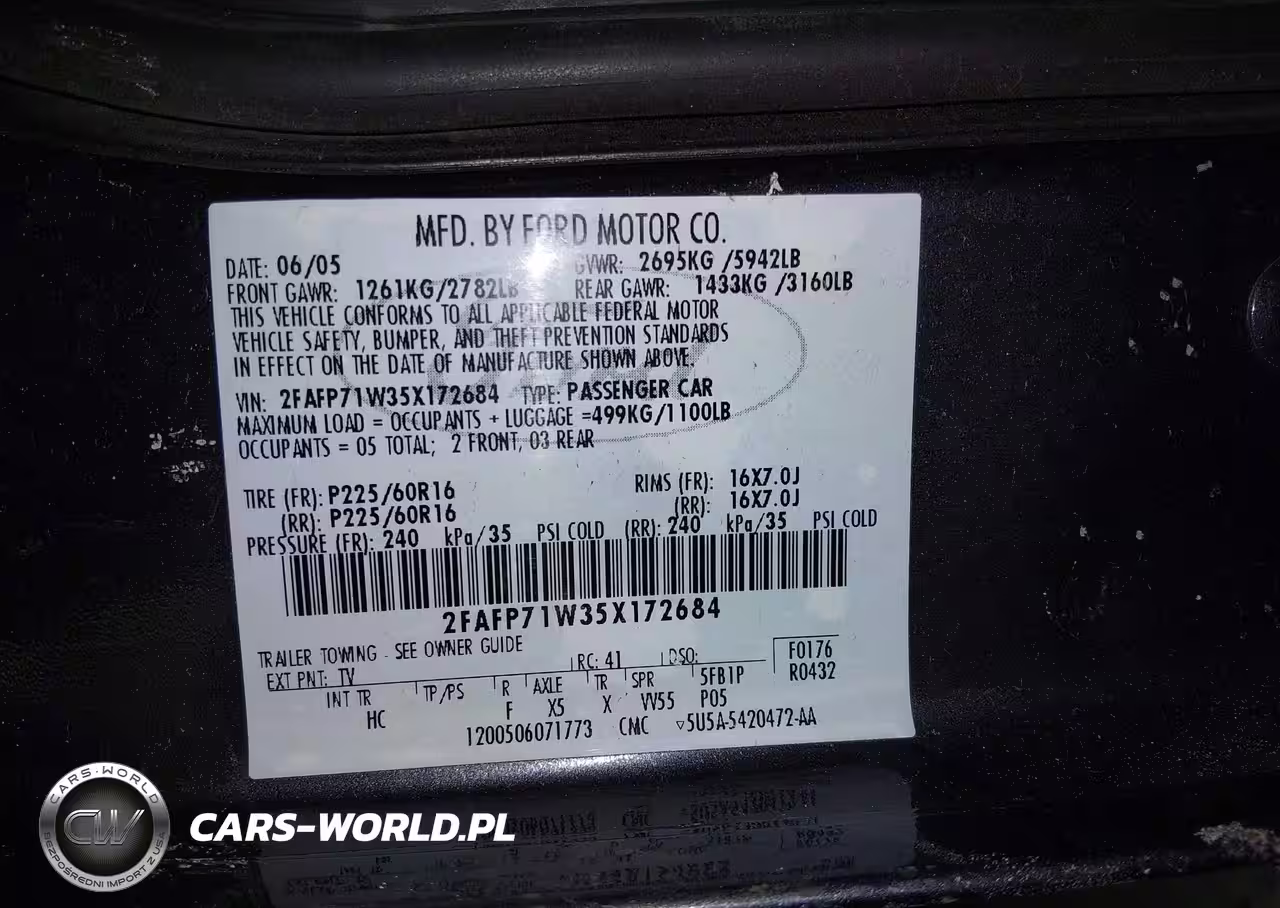 MFD. BY FORD MOTOR CO.
DATE: 06/05 GVWR: 2695KG /5942LB
FRONT GAWR: 1261KG/2782LB REAR GAWR: 1433KG /3160LB
THIS VEHICLE CONFORMS TO ALL APPLICABLE FEDERAL MOTOR
VEHICLE SAFETY, BUMPER, AND THEFT PREVENTION STANDARDS
IN EFFECT ON THE DATE OF MANUFACTURE SHOWN ABOVE.
VIN: 2FAFP71W35X172684 TYPE: PASSENGER CAR
MAXIMUM LOAD = OCCUPANTS + LUGGAGE =499KG/1100LB
OCCUPANTS = 05 TOTAL; 2 FRONT, 03 REAR
TIRE (FR): P225/60R16 RIMS (FR): 16X7.0J
(RR): P225/60R16 (RR): 16X7.0J
PRESSURE (FR): 240 kPa/35 PSI COLD (RR): 240 kPa/35 PSI COLD
2FAFP71W35X172684
TRAILER TOWING - SEE OWNER GUIDE
EXT PNT: TV RC: 41 DSO: F0176
R0432
INT TR TP/PS R AXLE TR SPR 5FB1P
HC F X5 X VV55 P05
1200506071773 CMC ▿5U5A-5420472-AA
CARS-WORLD
CW
BEZPOŚREDNI IMPORT Z USA
CARS-WORLD.PL